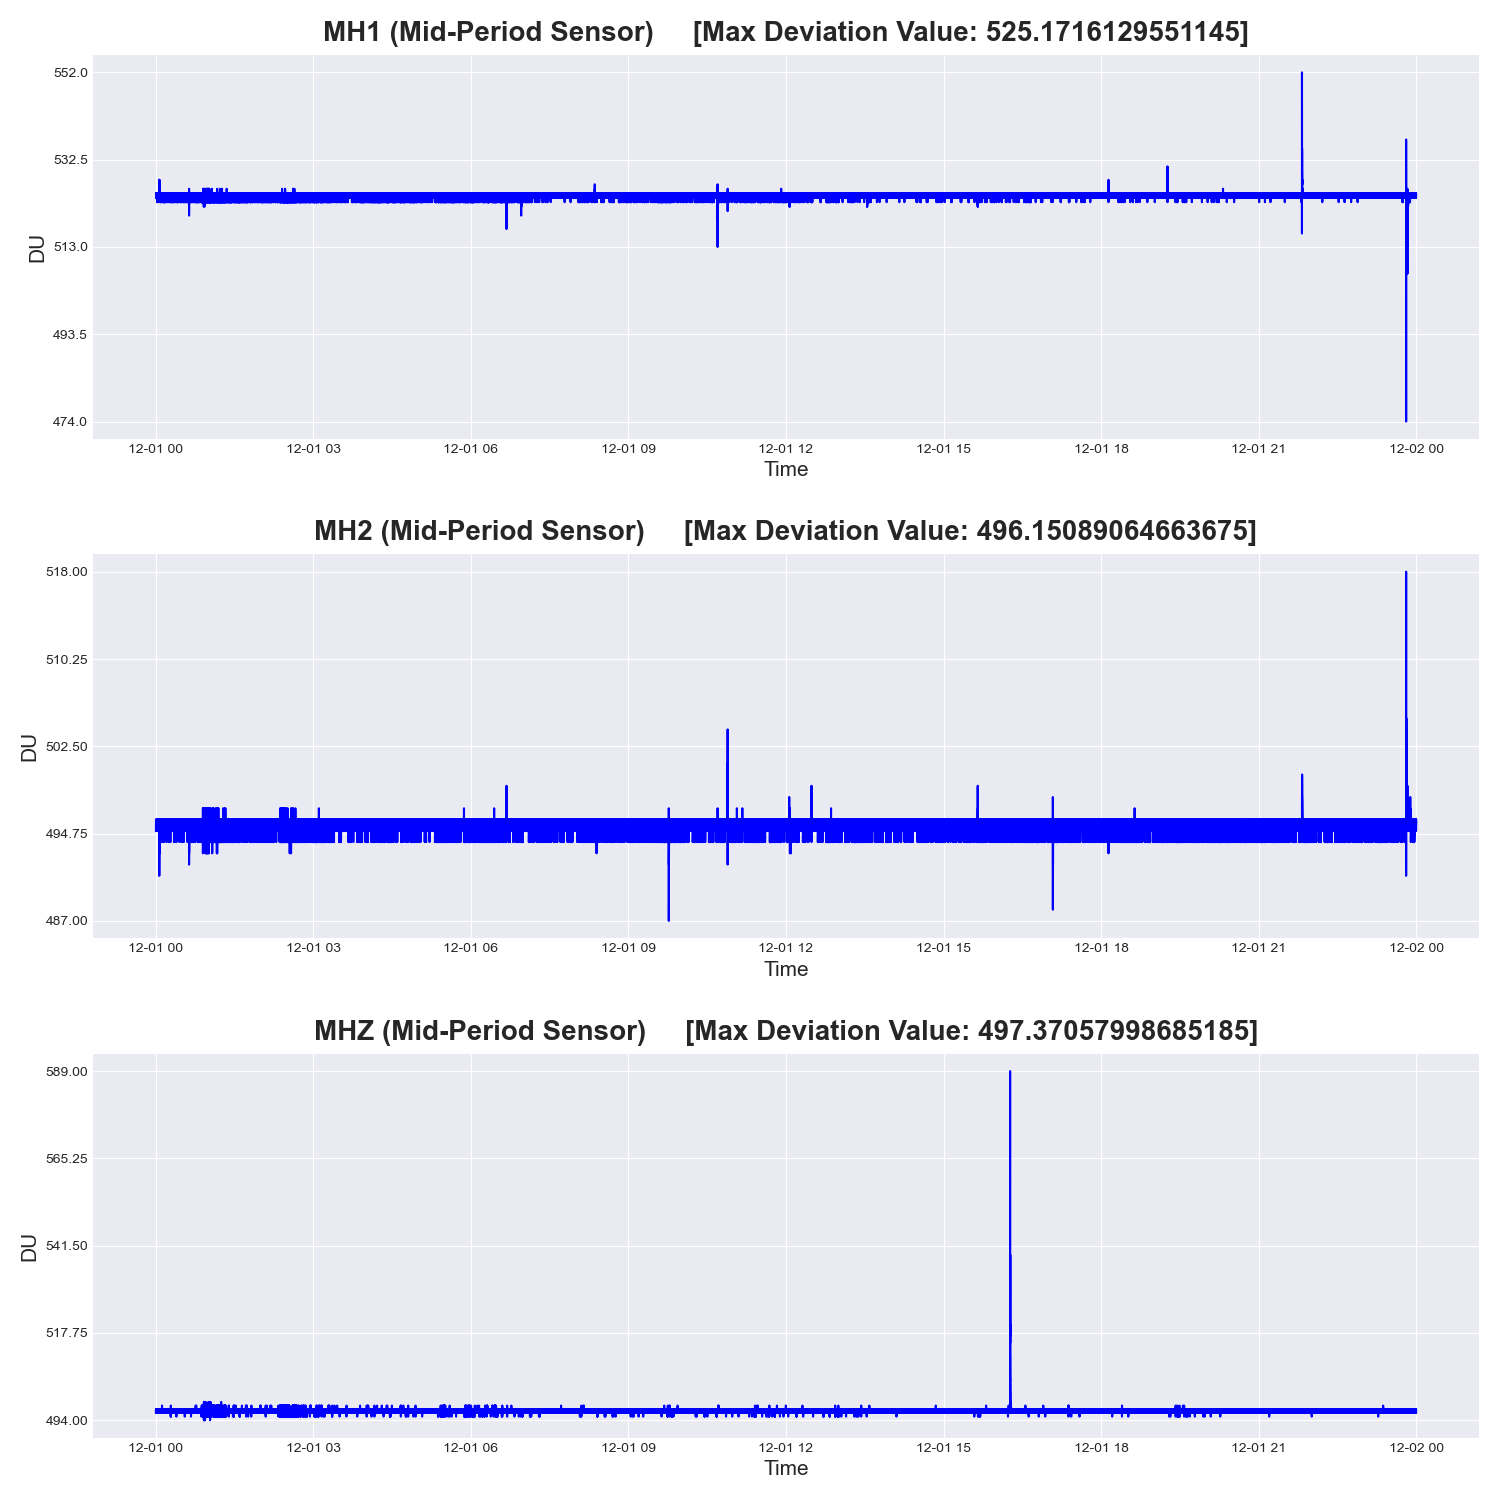 MH1 (Mid-Period Sensor) [Max Deviation Value: 525.1716129551145]
552.0
532.5
513.0
493.5
474.0
DU
12-01 00 12-01 03 12-01 06 12-01 09 12-01 12 12-01 15 12-01 18 12-01 21 12-02 00
Time
MH2 (Mid-Period Sensor) [Max Deviation Value: 496.15089064663675]
518.00
510.25
502.50
494.75
487.00
DU
12-01 00 12-01 03 12-01 06 12-01 09 12-01 12 12-01 15 12-01 18 12-01 21 12-02 00
Time
MHZ (Mid-Period Sensor) [Max Deviation Value: 497.37057998685185]
589.00
565.25
541.50
517.75
494.00
DU
12-01 00 12-01 03 12-01 06 12-01 09 12-01 12 12-01 15 12-01 18 12-01 21 12-02 00
Time